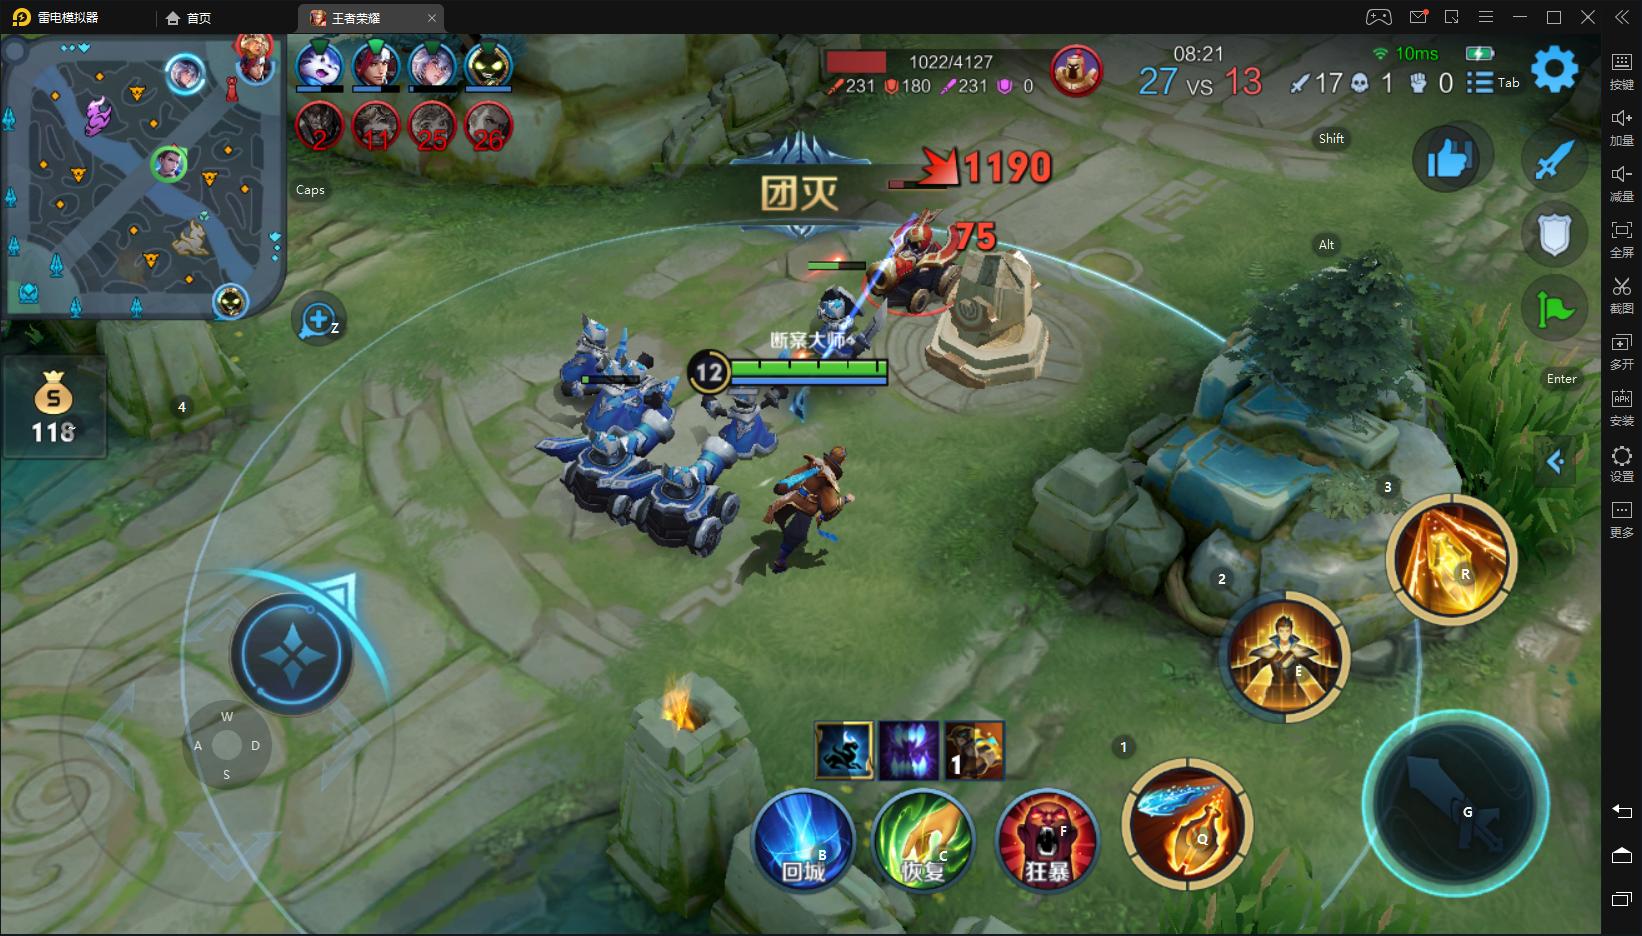 雷电模拟器
首页
王者荣耀
1022/4127
231 180 231 0
08:21
27 VS 13
10ms
17 1 0
Tab
2 11 25 26
Caps
Shift
Alt
Enter
1190
团灭
75
断案大师
12
Z
S
118
4
3
2
1
W
A
D
S
1
B
回城
C
恢复
F
狂暴
Q
E
R
G
按键
加量
减量
全屏
截图
多开
APK
安装
设置
更多